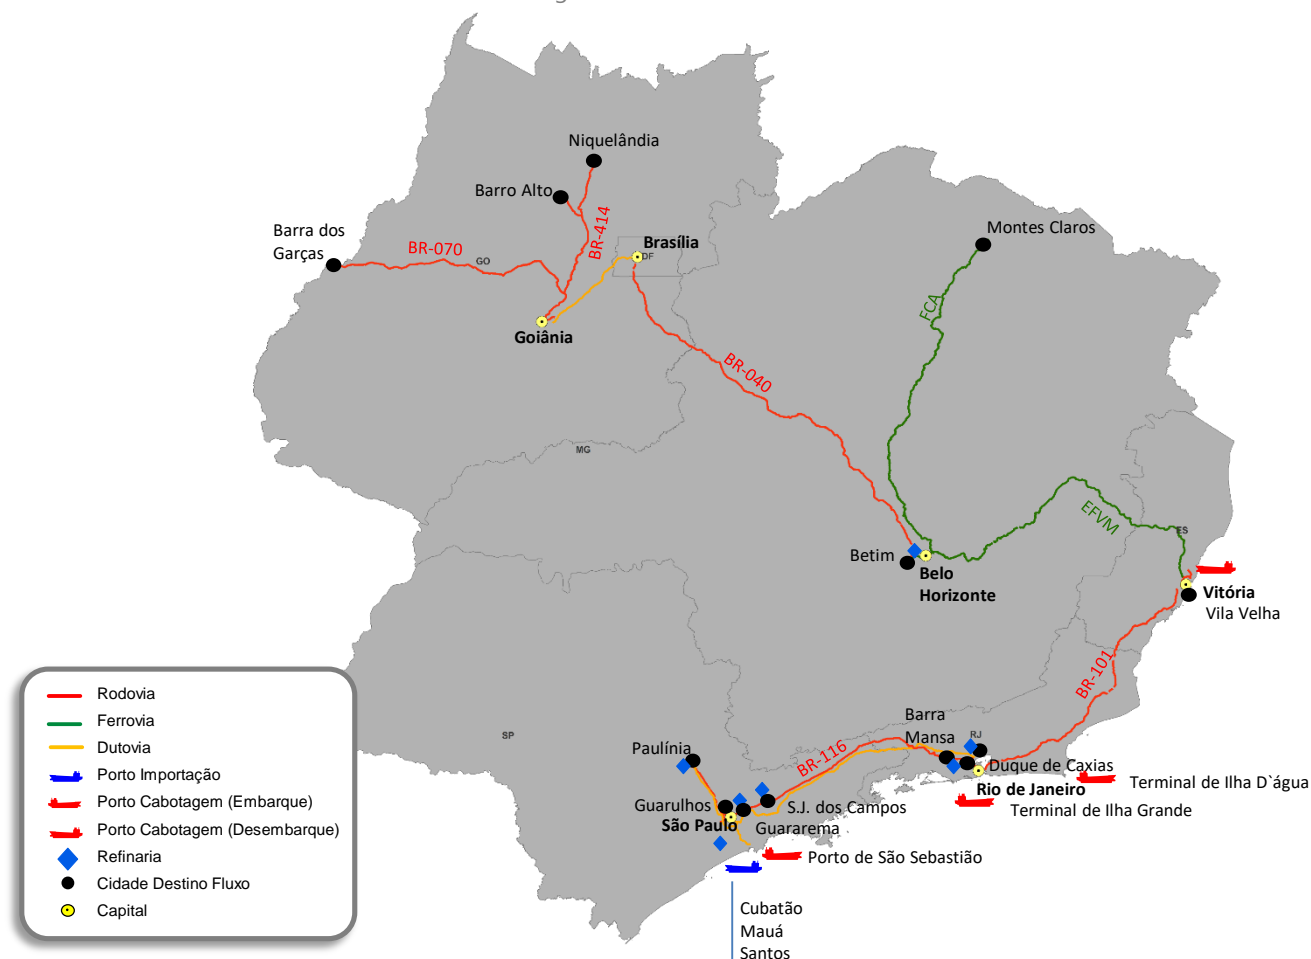 Niquelândia
Barro Alto
BR-414
Barra dos
Garças
BR-070
GO
Brasília
DF
Goiânia
Montes Claros
FCA
BR-040
MG
EFVM
ES
Betim
Belo
Horizonte
Vitória
Vila Velha
BR-101
Barra
Mansa
RJ
BR-116
Duque de Caxias
Rio de Janeiro
Terminal de Ilha D`água
Terminal de Ilha Grande
SP
Paulínia
Guarulhos
São Paulo
S.J. dos Campos
Guararema
Porto de São Sebastião
Cubatão
Mauá
Santos
Rodovia
Ferrovia
Dutovia
Porto Importação
Porto Cabotagem (Embarque)
Porto Cabotagem (Desembarque)
Refinaria
Cidade Destino Fluxo
Capital